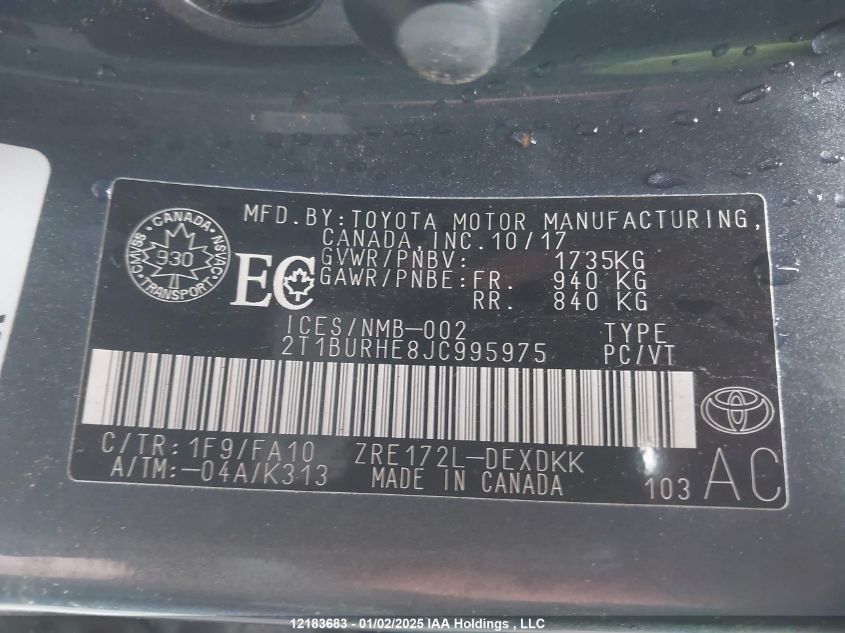 MFD.BY:TOYOTA MOTOR MANUFACTURING,
CANADA,INC.10/17
GVWR/PNBV: 1735KG
GAWR/PNBE: FR. 940 KG
RR. 840 KG
CANADA
CMVSS 930 NSVAC
TRANSPORT
EC
ICES/NMB-002 TYPE
2T1BURHE8JC995975 PC/VT
C/TR: 1F9/FA10 ZRE172L-DEXDKK
A/TM:-04A/K313 MADE IN CANADA 103 AC
12183683 - 01/02/2025 IAA Holdings , LLC